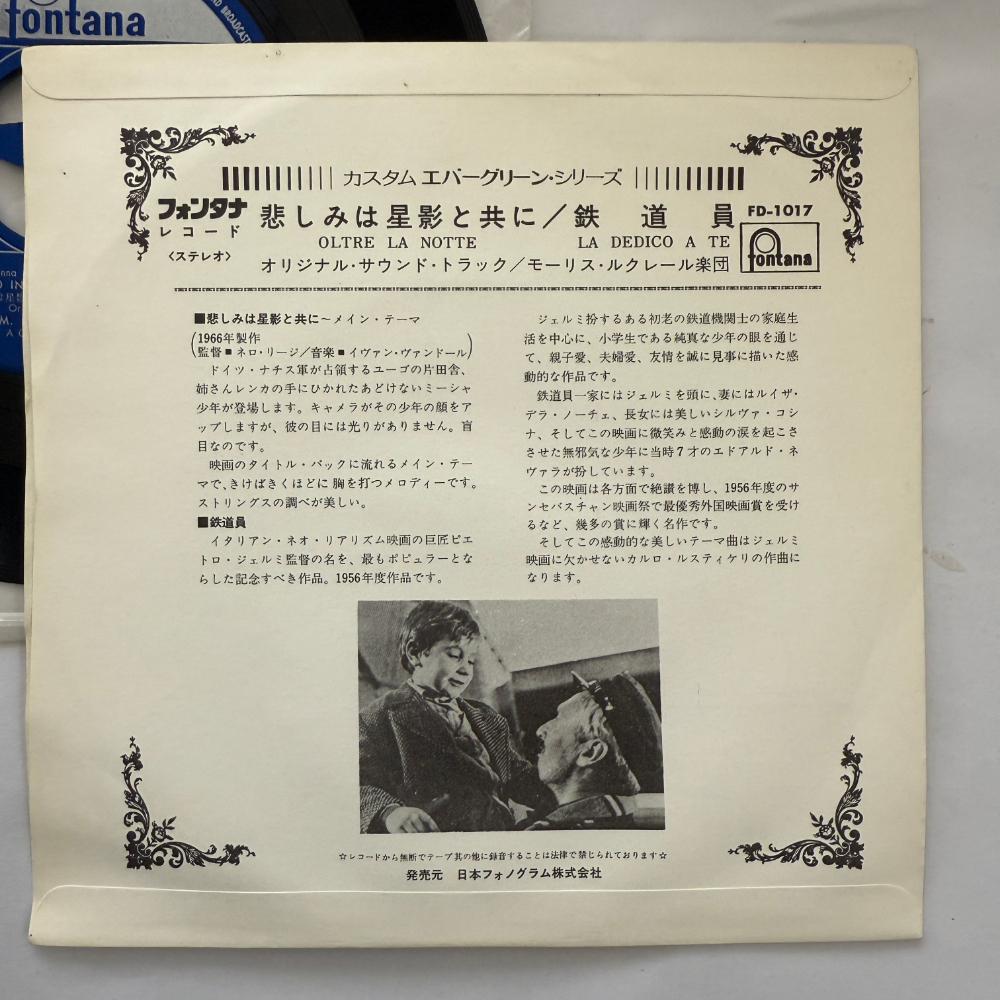 fontana
カスタム エバーグリーン・シリーズ
フォンタナ
レコード
〈ステレオ〉
悲しみは星影と共に/鉄道員
OLTRE LA NOTTE LA DEDICO A TE
オリジナル・サウンド・トラック/モーリス・ルクレール楽団
FD-1017
fontana
■悲しみは星影と共に〜メイン・テーマ
(1966年製作
監督■ネロ・リージ/音楽■イヴァン・ヴァンドール)
ドイツ・ナチス軍が占領するユーゴの片田舎、
姉さんレンカの手にひかれたあどけないミーシャ
少年が登場します。キャメラがその少年の顔をア
ップしますが、彼の目には光りがありません。盲
目なのです。
映画のタイトル・バックに流れるメイン・テー
マで、きけばきくほどに胸を打つメロディーです。
ストリングスの調べが美しい。
■鉄道員
イタリアン・ネオ・リアリズム映画の巨匠ピエ
トロ・ジェルミ監督の名を、最もポピュラーとな
らした記念すべき作品。1956年度作品です。
ジェルミ扮するある初老の鉄道機関士の家庭生
活を中心に、小学生である純真な少年の眼を通じ
て、親子愛、夫婦愛、友情を誠に見事に描いた感
動的な作品です。
鉄道員一家にはジェルミを頭に、妻にはルイザ・
デラ・ノーチェ、長女には美しいシルヴァ・コシ
ナ、そしてこの映画に微笑みと感動の涙を起こさ
させた無邪気な少年に当時7才のエドアルド・ネ
ヴァラが扮しています。
この映画は各方面で絶讃を博し、1956年度のサ
ンセバスチャン映画祭で最優秀外国映画賞を受け
るなど、幾多の賞に輝く名作です。
そしてこの感動的な美しいテーマ曲はジェルミ
映画に欠かせないカルロ・ルスティケリの作曲に
なります。
☆レコードから無断でテープ其の他に録音することは法律で禁じられております☆
発売元 日本フォノグラム株式会社